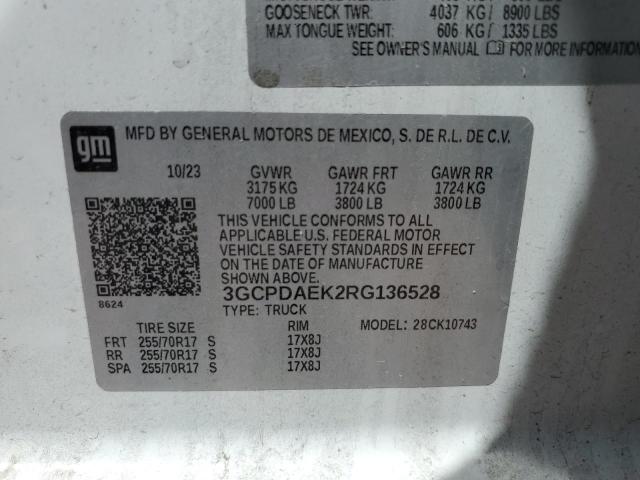 GOOSENECK TWR: 4037 KG/ 8900 LBS
MAX TONGUE WEIGHT: 606 KG/ 1335 LBS
SEE OWNER'S MANUAL FOR MORE INFORMATION
gm MFD BY GENERAL MOTORS DE MEXICO, S. DE R.L. DE C.V.
10/23 GVWR GAWR FRT GAWR RR
3175 KG 1724 KG 1724 KG
7000 LB 3800 LB 3800 LB
THIS VEHICLE CONFORMS TO ALL
APPLICABLE U.S. FEDERAL MOTOR
VEHICLE SAFETY STANDARDS IN EFFECT
ON THE DATE OF MANUFACTURE
SHOWN ABOVE.
8624 3GCPDAEK2RG136528
TYPE: TRUCK MODEL: 28CK10743
TIRE SIZE RIM
FRT 255/70R17 S 17X8J
RR 255/70R17 S 17X8J
SPA 255/70R17 S 17X8J